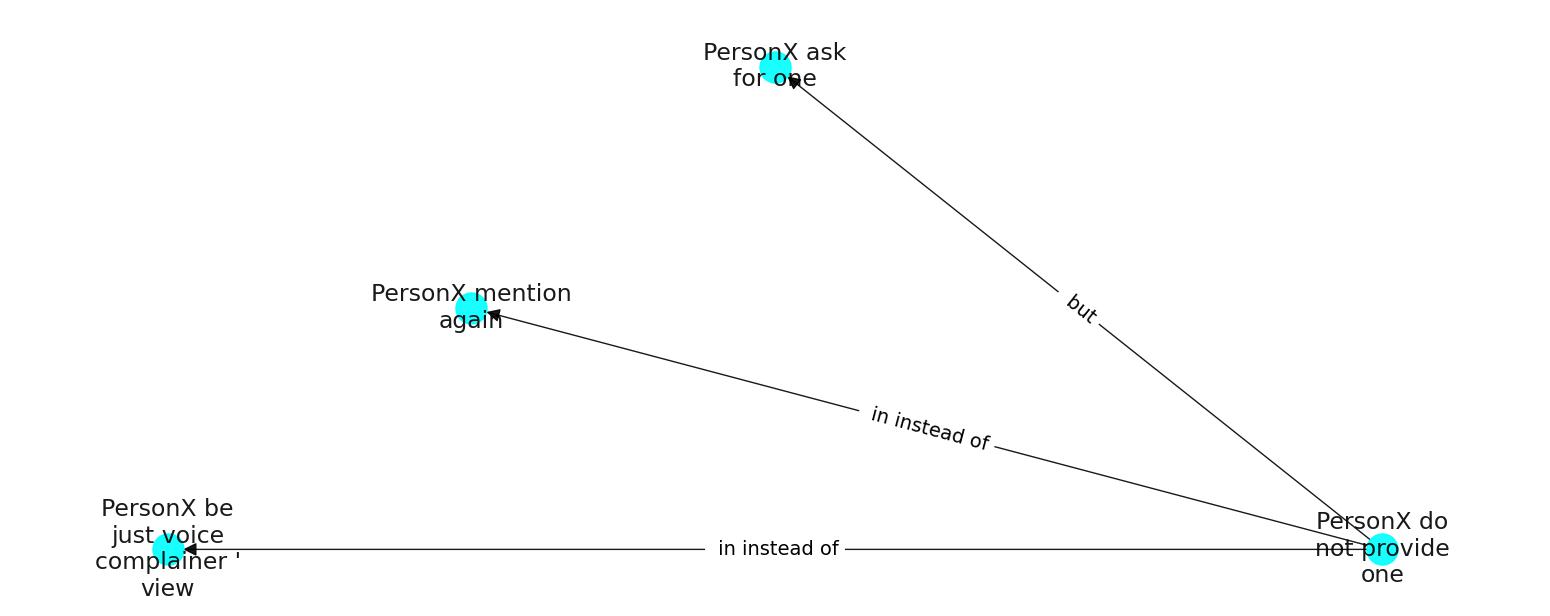 PersonX ask
for one
but
PersonX mention
again
in instead of
PersonX be
just voice
complainer '
view
in instead of
PersonX do
not provide
one